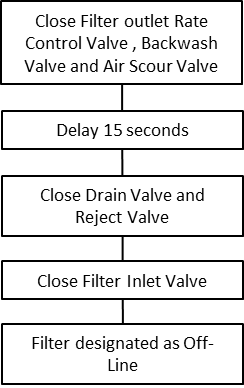 Close Filter outlet Rate
Control Valve , Backwash
Valve and Air Scour Valve
Delay 15 seconds
Close Drain Valve and
Reject Valve
Close Filter Inlet Valve
Filter designated as Off-
Line